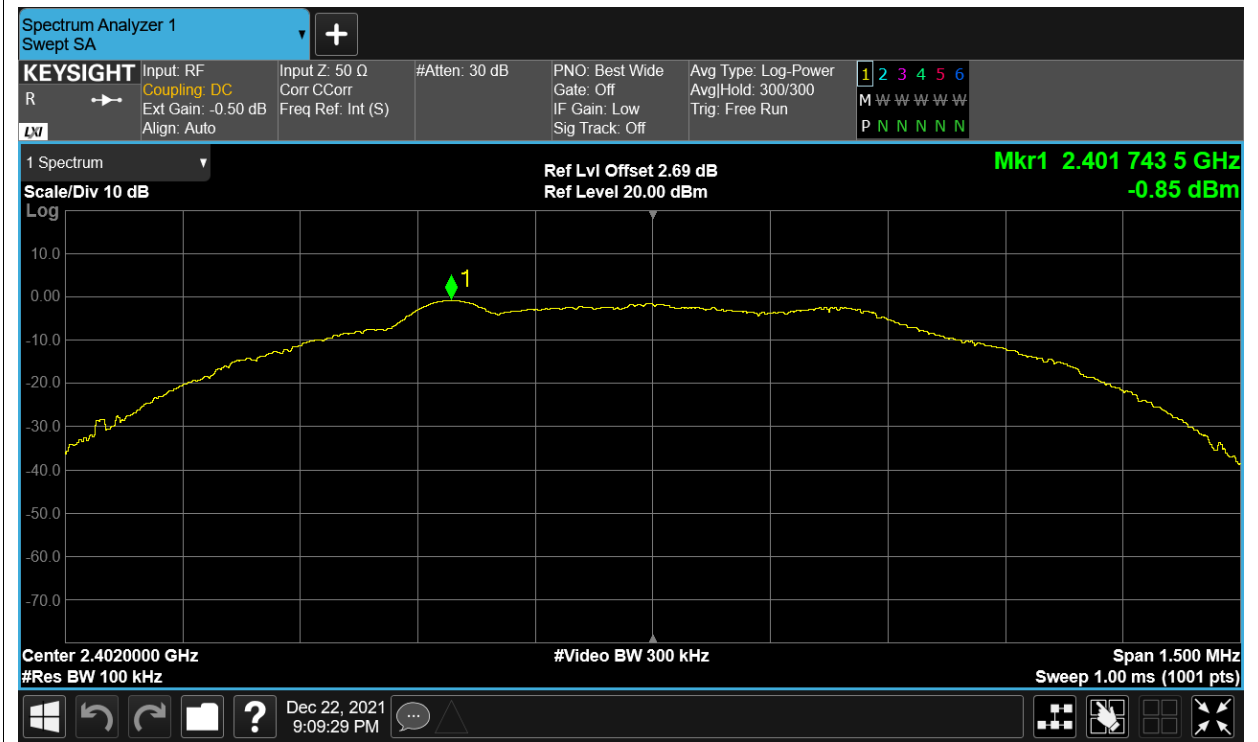 Spectrum Analyzer 1
Swept SA
KEYSIGHT
R
LXI
Input: RF
Coupling: DC
Ext Gain: -0.50 dB
Align: Auto
Input Z: 50 Ω
Corr CCorr
Freq Ref: Int (S)
#Atten: 30 dB
PNO: Best Wide
Gate: Off
IF Gain: Low
Sig Track: Off
Avg Type: Log-Power
Avg|Hold: 300/300
Trig: Free Run
1 2 3 4 5 6
M W W W W W
P N N N N N
1 Spectrum
Scale/Div 10 dB
Ref Lvl Offset 2.69 dB
Ref Level 20.00 dBm
Mkr1 2.401 743 5 GHz
-0.85 dBm
Log
10.0
0.00
-10.0
-20.0
-30.0
-40.0
-50.0
-60.0
-70.0
1
Center 2.4020000 GHz
#Res BW 100 kHz
#Video BW 300 kHz
Span 1.500 MHz
Sweep 1.00 ms (1001 pts)
?
Dec 22, 2021
9:09:29 PM